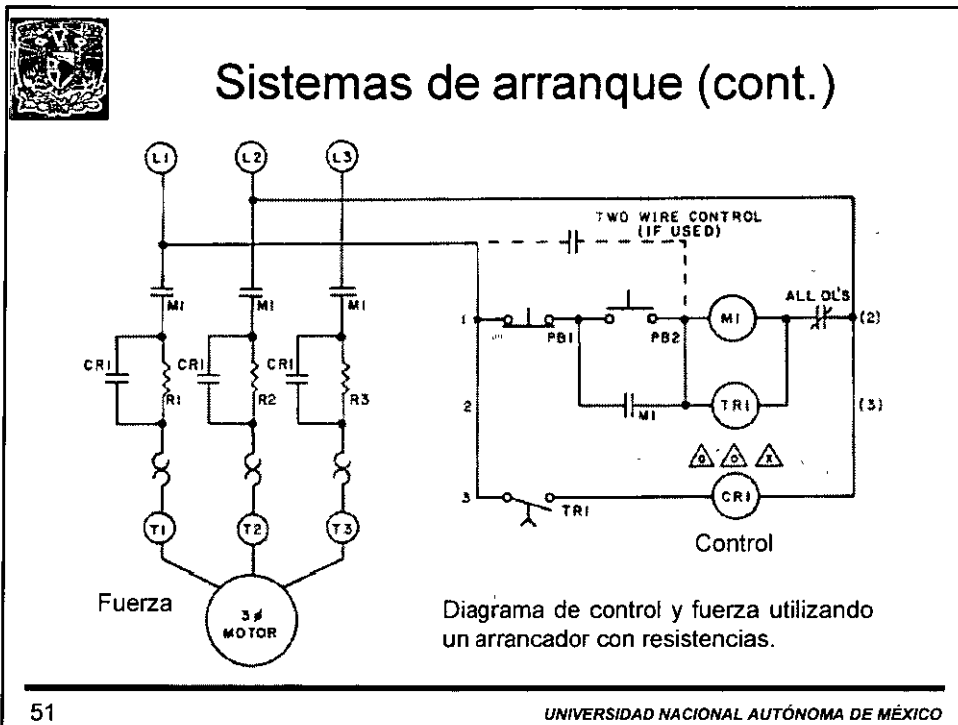 Sistemas de arranque (cont.)
L1 L2 L3
TWO WIRE CONTROL
(IF USED)
M1 M1 M1
ALL OL'S
1 PB1 PB2 M1 (2)
CR1 CR1 CR1
R1 R2 R3
2 M1 TR1 (3)
O O X
3 TR1 CR1
T1 T2 T3
Control
Fuerza
3ø
MOTOR
Diagrama de control y fuerza utilizando
un arrancador con resistencias.
51
UNIVERSIDAD NACIONAL AUTÓNOMA DE MÉXICO